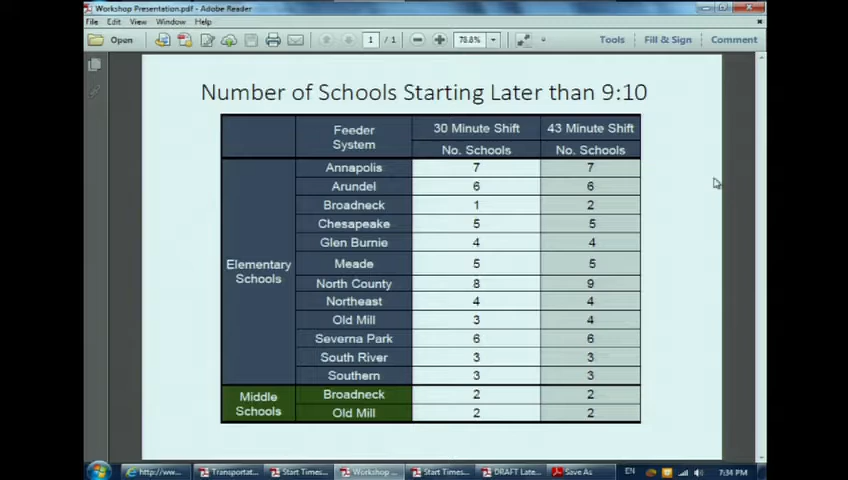 Workshop Presentation.pdf - Adobe Reader
File Edit View Window Help
Open 1 / 1 78.8% Tools Fill & Sign Comment
Number of Schools Starting Later than 9:10
Feeder System 30 Minute Shift 43 Minute Shift
No. Schools No. Schools
Elementary Schools
Annapolis 7 7
Arundel 6 6
Broadneck 1 2
Chesapeake 5 5
Glen Burnie 4 4
Meade 5 5
North County 8 9
Northeast 4 4
Old Mill 3 4
Severna Park 6 6
South River 3 3
Southern 3 3
Middle Schools
Broadneck 2 2
Old Mill 2 2
http://ww... Transportat... Start Times... Workshop ... Start Times... DRAFT Late... Save As EN 7:34 PM